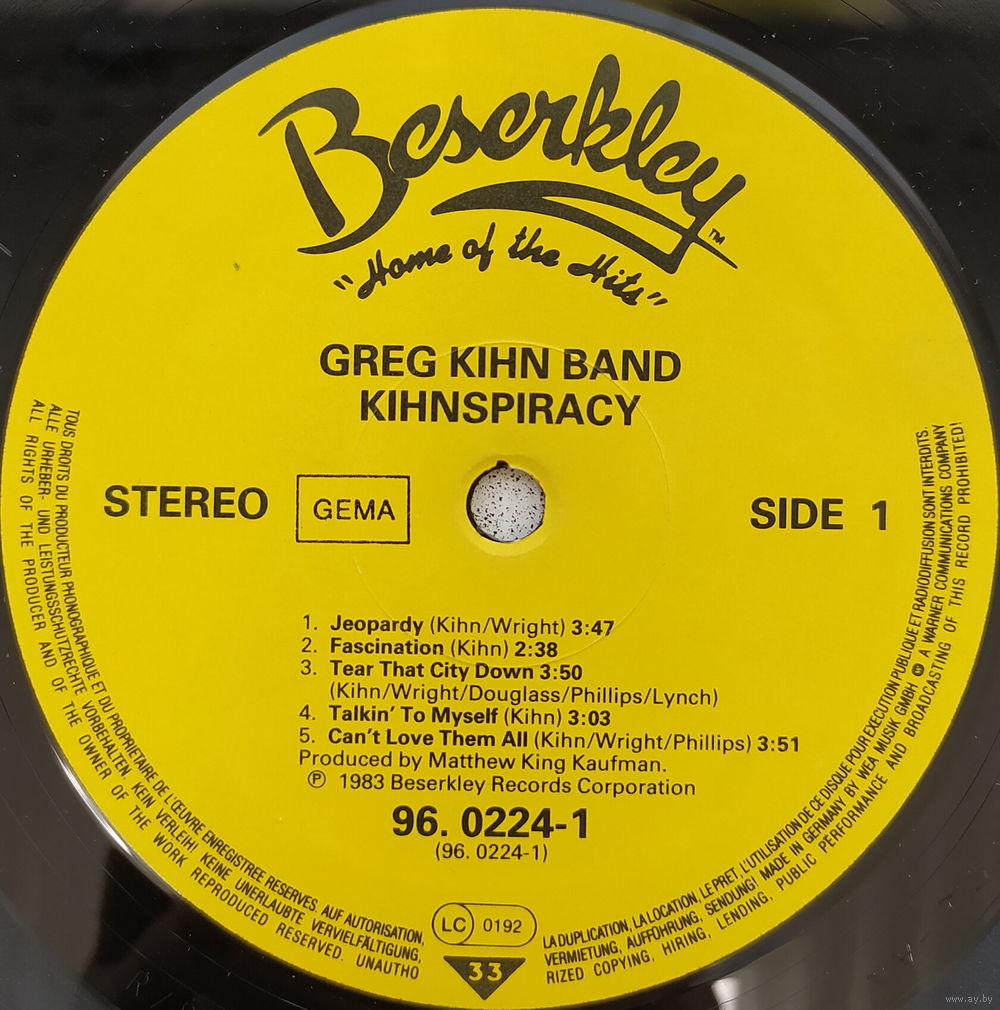 Beserkley™
"Home of the Hits"
GREG KIHN BAND
KIHNSPIRACY
STEREO
GEMA
SIDE 1
1. Jeopardy (Kihn/Wright) 3:47
2. Fascination (Kihn) 2:38
3. Tear That City Down 3:50
(Kihn/Wright/Douglass/Phillips/Lynch)
4. Talkin' To Myself (Kihn) 3:03
5. Can't Love Them All (Kihn/Wright/Phillips) 3:51
Produced by Matthew King Kaufman.
Ⓟ 1983 Beserkley Records Corporation
96. 0224-1
(96. 0224-1)
LC 0192
33
TOUS DROITS DU PRODUCTEUR PHONOGRAPHIQUE ET DU PROPRIETAIRE DE L'ŒUVRE ENREGISTREE RESERVES. AUF AUTORISATION, LA DUPLICATION, LA LOCATION, LE PRET, L'UTILISATION DE CE DISQUE POUR EXECUTION PUBLIQUE ET RADIODIFFUSION SONT INTERDITS.
ALLE URHEBER- UND LEISTUNGSSCHUTZRECHTE VORBEHALTEN. KEIN VERLEIH! KEINE UNERLAUBTE VERVIELFÄLTIGUNG, VERMIETUNG, AUFFÜHRUNG, SENDUNG! MADE IN GERMANY BY WEA MUSIK GMBH A WARNER COMMUNICATIONS COMPANY
ALL RIGHTS OF THE PRODUCER AND OF THE OWNER OF THE WORK REPRODUCED RESERVED. UNAUTHORIZED COPYING, HIRING, LENDING, PUBLIC PERFORMANCE AND BROADCASTING OF THIS RECORD PROHIBITED!
www.ay.by